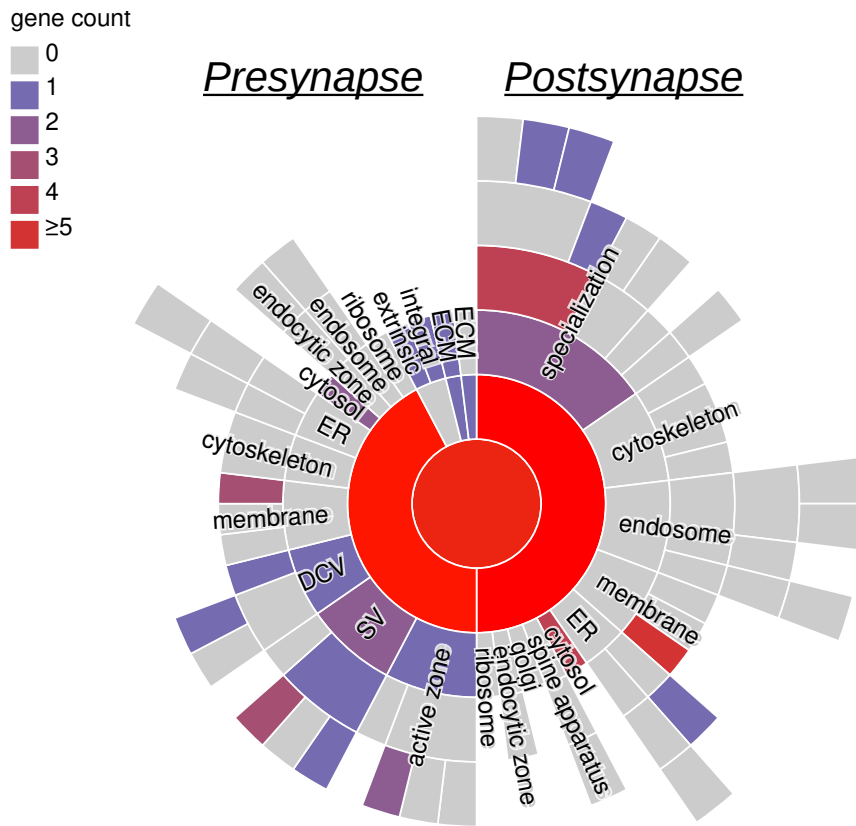 gene count
0
1
2
3
4
≥5
Presynapse
Postsynapse
ECM
ECM
integral
extrinsic
ribosome
endosome
endocytic zone
cytosol
ER
cytoskeleton
membrane
DCV
SV
active zone
specialization
cytoskeleton
endosome
membrane
ER
cytosol
spine apparatus
golgi
endocytic zone
ribosome